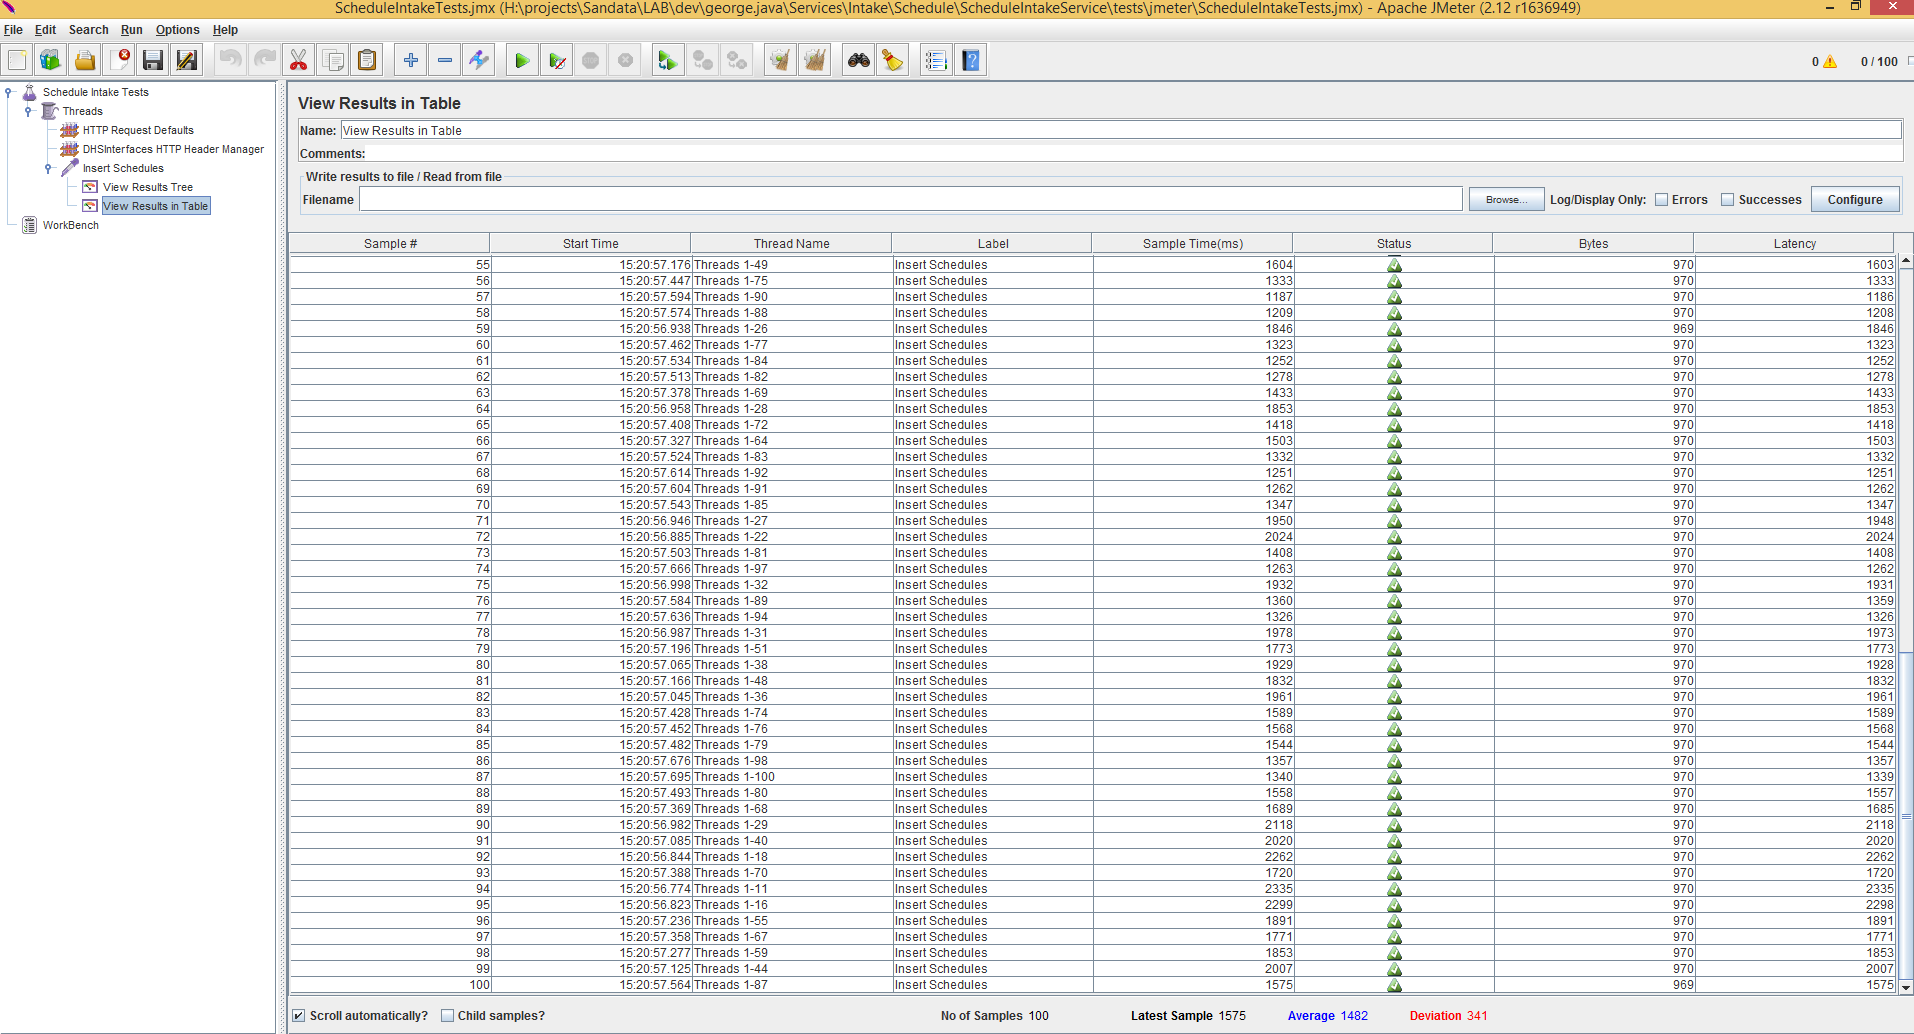 ScheduleIntakeTests.jmx (H:\projects\Sandata\LAB\dev\george.java\Services\Intake\Schedule\ScheduleIntakeService\tests\jmeter\ScheduleIntakeTests.jmx) - Apache JMeter (2.12 r1636949)
File Edit Search Run Options Help
0 0 / 100
Schedule Intake Tests
Threads
HTTP Request Defaults
DHSInterfaces HTTP Header Manager
Insert Schedules
View Results Tree
View Results in Table
WorkBench
View Results in Table
Name: View Results in Table
Comments:
Write results to file / Read from file
Filename Browse... Log/Display Only: Errors Successes Configure
Sample # Start Time Thread Name Label Sample Time(ms) Status Bytes Latency
55 15:20:57.176 Threads 1-49 Insert Schedules 1604 970 1603
56 15:20:57.447 Threads 1-75 Insert Schedules 1333 970 1333
57 15:20:57.594 Threads 1-90 Insert Schedules 1187 970 1186
58 15:20:57.574 Threads 1-88 Insert Schedules 1209 970 1208
59 15:20:56.938 Threads 1-26 Insert Schedules 1846 969 1846
60 15:20:57.462 Threads 1-77 Insert Schedules 1323 970 1323
61 15:20:57.534 Threads 1-84 Insert Schedules 1252 970 1252
62 15:20:57.513 Threads 1-82 Insert Schedules 1278 970 1278
63 15:20:57.378 Threads 1-69 Insert Schedules 1433 970 1433
64 15:20:56.958 Threads 1-28 Insert Schedules 1853 970 1853
65 15:20:57.408 Threads 1-72 Insert Schedules 1418 970 1418
66 15:20:57.327 Threads 1-64 Insert Schedules 1503 970 1503
67 15:20:57.524 Threads 1-83 Insert Schedules 1332 970 1332
68 15:20:57.614 Threads 1-92 Insert Schedules 1251 970 1251
69 15:20:57.604 Threads 1-91 Insert Schedules 1262 970 1262
70 15:20:57.543 Threads 1-85 Insert Schedules 1347 970 1347
71 15:20:56.946 Threads 1-27 Insert Schedules 1950 970 1948
72 15:20:56.885 Threads 1-22 Insert Schedules 2024 970 2024
73 15:20:57.503 Threads 1-81 Insert Schedules 1408 970 1408
74 15:20:57.666 Threads 1-97 Insert Schedules 1263 970 1262
75 15:20:56.998 Threads 1-32 Insert Schedules 1932 970 1931
76 15:20:57.584 Threads 1-89 Insert Schedules 1360 970 1359
77 15:20:57.636 Threads 1-94 Insert Schedules 1326 970 1326
78 15:20:56.987 Threads 1-31 Insert Schedules 1978 970 1973
79 15:20:57.196 Threads 1-51 Insert Schedules 1773 970 1773
80 15:20:57.065 Threads 1-38 Insert Schedules 1929 970 1928
81 15:20:57.166 Threads 1-48 Insert Schedules 1832 970 1832
82 15:20:57.045 Threads 1-36 Insert Schedules 1961 970 1961
83 15:20:57.428 Threads 1-74 Insert Schedules 1589 970 1589
84 15:20:57.452 Threads 1-76 Insert Schedules 1568 970 1568
85 15:20:57.482 Threads 1-79 Insert Schedules 1544 970 1544
86 15:20:57.676 Threads 1-98 Insert Schedules 1357 970 1357
87 15:20:57.695 Threads 1-100 Insert Schedules 1340 970 1339
88 15:20:57.493 Threads 1-80 Insert Schedules 1558 970 1557
89 15:20:57.369 Threads 1-68 Insert Schedules 1689 970 1685
90 15:20:56.982 Threads 1-29 Insert Schedules 2118 970 2118
91 15:20:57.085 Threads 1-40 Insert Schedules 2020 970 2020
92 15:20:56.844 Threads 1-18 Insert Schedules 2262 970 2262
93 15:20:57.388 Threads 1-70 Insert Schedules 1720 970 1720
94 15:20:56.774 Threads 1-11 Insert Schedules 2335 970 2335
95 15:20:56.823 Threads 1-16 Insert Schedules 2299 970 2298
96 15:20:57.236 Threads 1-55 Insert Schedules 1891 970 1891
97 15:20:57.358 Threads 1-67 Insert Schedules 1771 970 1771
98 15:20:57.277 Threads 1-59 Insert Schedules 1853 970 1853
99 15:20:57.125 Threads 1-44 Insert Schedules 2007 970 2007
100 15:20:57.564 Threads 1-87 Insert Schedules 1575 969 1575
Scroll automatically? Child samples? No of Samples 100 Latest Sample 1575 Average 1482 Deviation 341